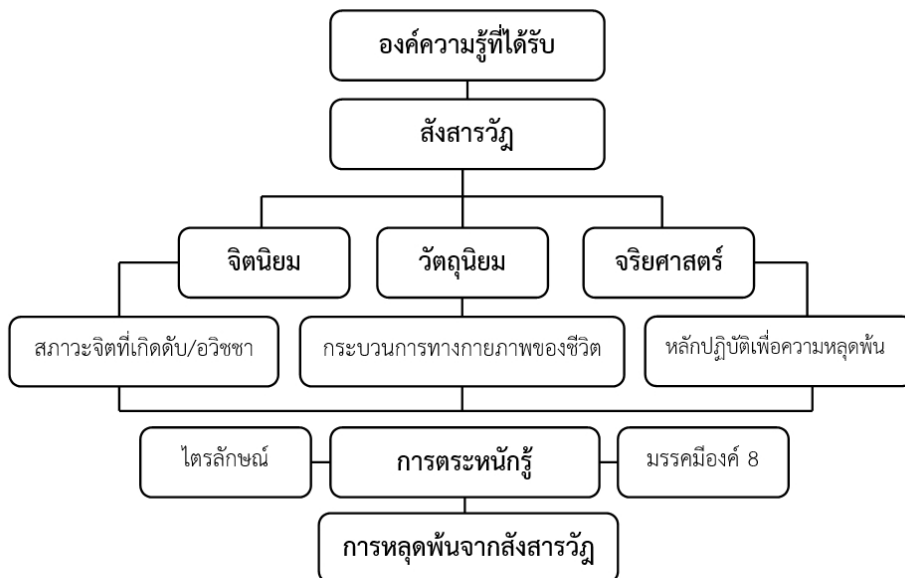 องค์ความรู้ที่ได้รับ
สังสารวัฎ
จิตนิยม
วัตถุนิยม
จริยศาสตร์
สภาวะจิตที่เกิดดับ/อวิชชา
กระบวนการทางกายภาพของชีวิต
หลักปฏิบัติเพื่อความหลุดพ้น
ไตรลักษณ์
การตระหนักรู้
มรรคมีองค์ 8
การหลุดพ้นจากสังสารวัฎ